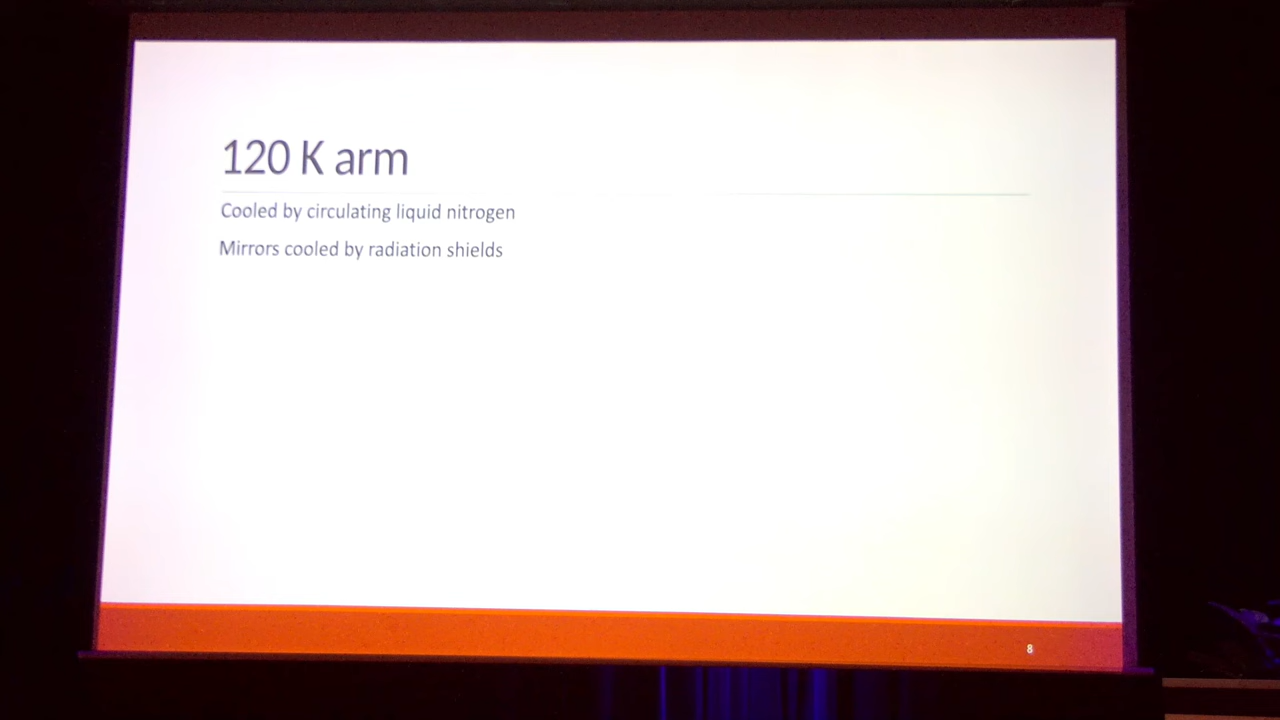 120 K arm
Cooled by circulating liquid nitrogen
Mirrors cooled by radiation shields
8